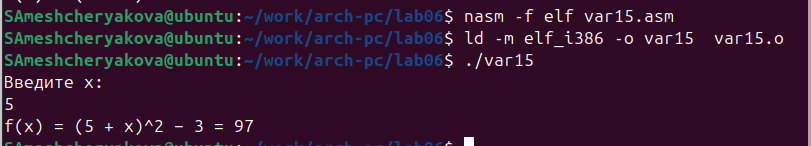 SAmeshcheryakova@ubuntu:~/work/arch-pc/lab06$ nasm -f elf var15.asm
SAmeshcheryakova@ubuntu:~/work/arch-pc/lab06$ ld -m elf_i386 -o var15  var15.o
SAmeshcheryakova@ubuntu:~/work/arch-pc/lab06$ ./var15
Введите x:
5
f(x) = (5 + x)^2 − 3 = 97
SAmeshcheryakova@ubuntu:~/work/arch-pc/lab06$